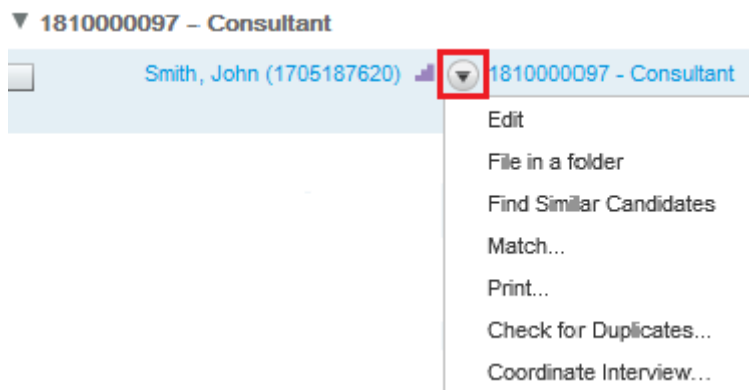 1810000097 – Consultant
Smith, John (1705187620) 1810000097 - Consultant
Edit
File in a folder
Find Similar Candidates
Match...
Print...
Check for Duplicates...
Coordinate Interview...